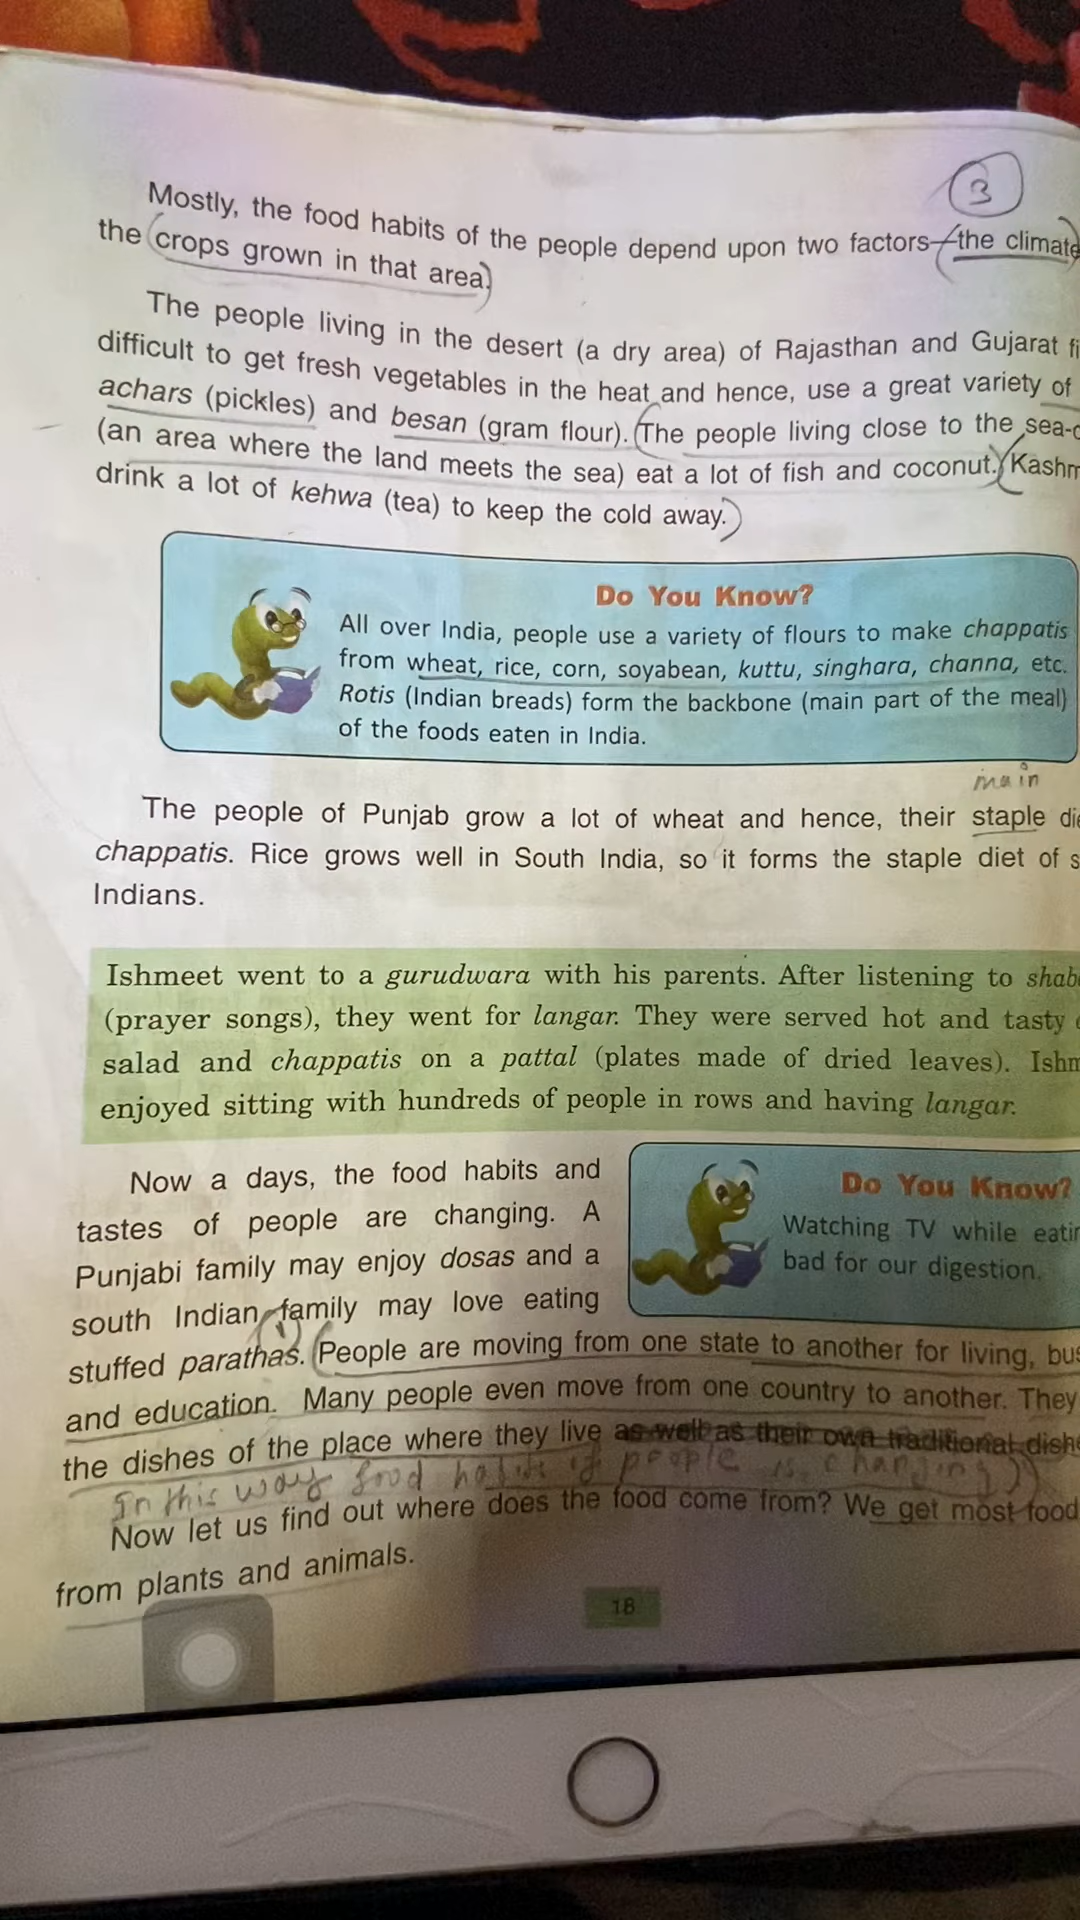 3
Mostly, the food habits of the people depend upon two factors—the climate
the crops grown in that area.
The people living in the desert (a dry area) of Rajasthan and Gujarat fi
difficult to get fresh vegetables in the heat and hence, use a great variety of
achars (pickles) and besan (gram flour). The people living close to the sea-c
(an area where the land meets the sea) eat a lot of fish and coconut. Kashm
drink a lot of kehwa (tea) to keep the cold away.
Do You Know?
All over India, people use a variety of flours to make chappatis
from wheat, rice, corn, soyabean, kuttu, singhara, channa, etc.
Rotis (Indian breads) form the backbone (main part of the meal)
of the foods eaten in India.
main
The people of Punjab grow a lot of wheat and hence, their staple die
chappatis. Rice grows well in South India, so it forms the staple diet of s
Indians.
Ishmeet went to a gurudwara with his parents. After listening to shab
(prayer songs), they went for langar. They were served hot and tasty
salad and chappatis on a pattal (plates made of dried leaves). Ishm
enjoyed sitting with hundreds of people in rows and having langar.
Now a days, the food habits and
tastes of people are changing. A
Punjabi family may enjoy dosas and a
south Indian family may love eating
stuffed parathas. People are moving from one state to another for living, bus
and education. Many people even move from one country to another. They
the dishes of the place where they live as well as their own traditional dish
In this way food habits of people is changing
Now let us find out where does the food come from? We get most food
from plants and animals.
Do You Know?
Watching TV while eatin
bad for our digestion.
18